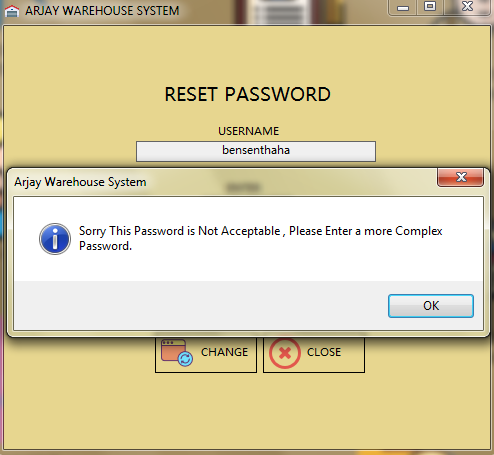 ARJAY WAREHOUSE SYSTEM
RESET PASSWORD
USERNAME
bensenthaha
Arjay Warehouse System
Sorry This Password is Not Acceptable , Please Enter a more Complex
Password.
OK
CHANGE
CLOSE